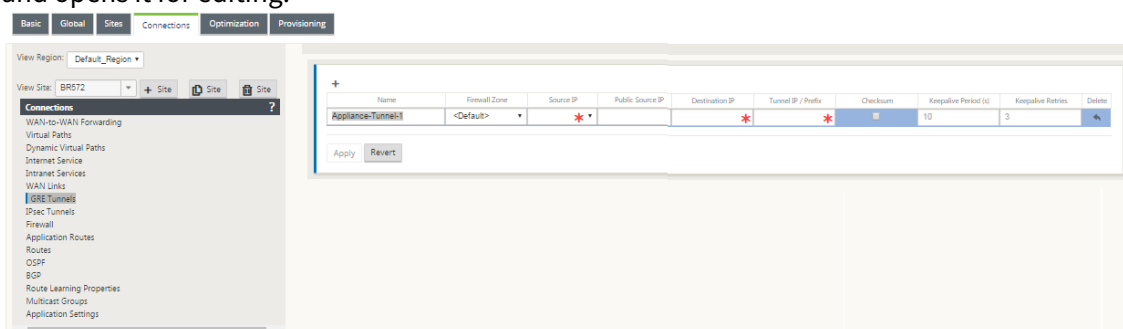 and opens it for editing.
Basic Global Sites Connections Optimization Provisioning
View Region: Default_Region
View Site: BR572 + Site Site Site
Connections ?
WAN-to-WAN Forwarding
Virtual Paths
Dynamic Virtual Paths
Internet Service
Intranet Services
WAN Links
GRE Tunnels
IPsec Tunnels
Firewall
Application Routes
Routes
OSPF
BGP
Route Learning Properties
Multicast Groups
Application Settings
+
Name Firewall Zone Source IP Public Source IP Destination IP Tunnel IP / Prefix Checksum Keepalive Period (s) Keepalive Retries Delete
Appliance-Tunnel-1 <Default> * * * 10 3
Apply Revert